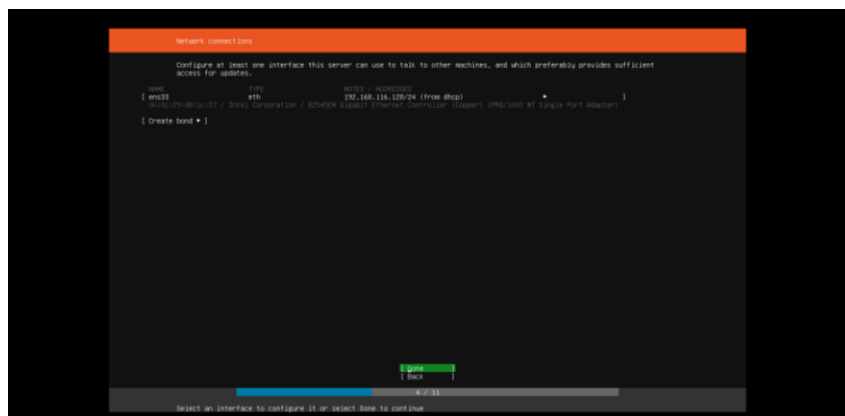 Network connections
Configure at least one interface this server can use to talk to other machines, and which preferably provides sufficient
access for updates.
NAME TYPE NOTES / ADDRESSES
[ ens33 eth 192.168.116.128/24 (from dhcp) ▸ ]
/ Intel Corporation / 82545EM Gigabit Ethernet Controller (Copper) (PRO/1000 MT Single Port Adapter)
[ Create bond ▸ ]
[ Done ]
[ Back ]
4 / 11
Select an interface to configure it or select Done to continue